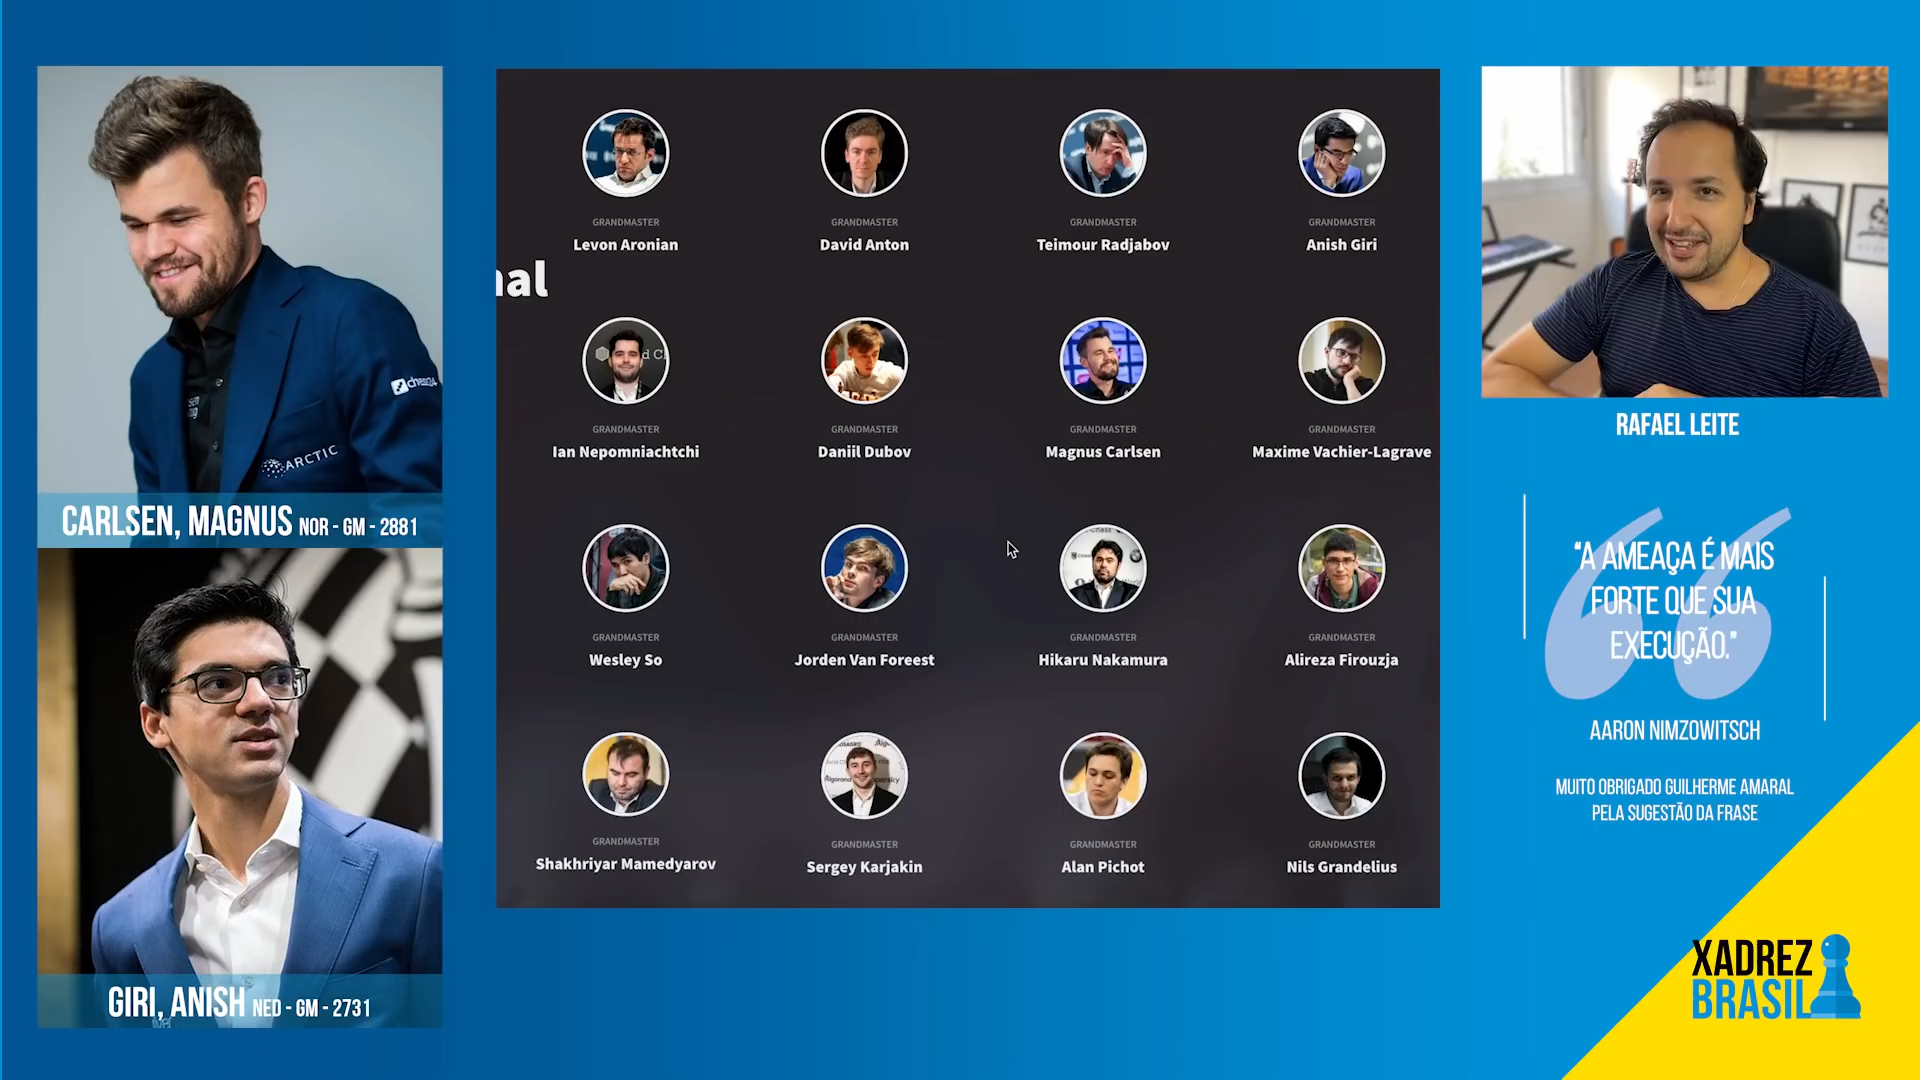 CARLSEN, MAGNUS NOR - GM - 2881
chess24
ARCTIC
GIRI, ANISH NED - GM - 2731
nal
GRANDMASTER
Levon Aronian
GRANDMASTER
David Anton
GRANDMASTER
Teimour Radjabov
GRANDMASTER
Anish Giri
GRANDMASTER
Ian Nepomniachtchi
GRANDMASTER
Daniil Dubov
GRANDMASTER
Magnus Carlsen
GRANDMASTER
Maxime Vachier-Lagrave
GRANDMASTER
Wesley So
GRANDMASTER
Jorden Van Foreest
GRANDMASTER
Hikaru Nakamura
GRANDMASTER
Alireza Firouzja
GRANDMASTER
Shakhriyar Mamedyarov
GRANDMASTER
Sergey Karjakin
GRANDMASTER
Alan Pichot
GRANDMASTER
Nils Grandelius
RAFAEL LEITE
“A AMEAÇA É MAIS
FORTE QUE SUA
EXECUÇÃO.”
AARON NIMZOWITSCH
MUITO OBRIGADO GUILHERME AMARAL
PELA SUGESTÃO DA FRASE
XADREZ
BRASIL